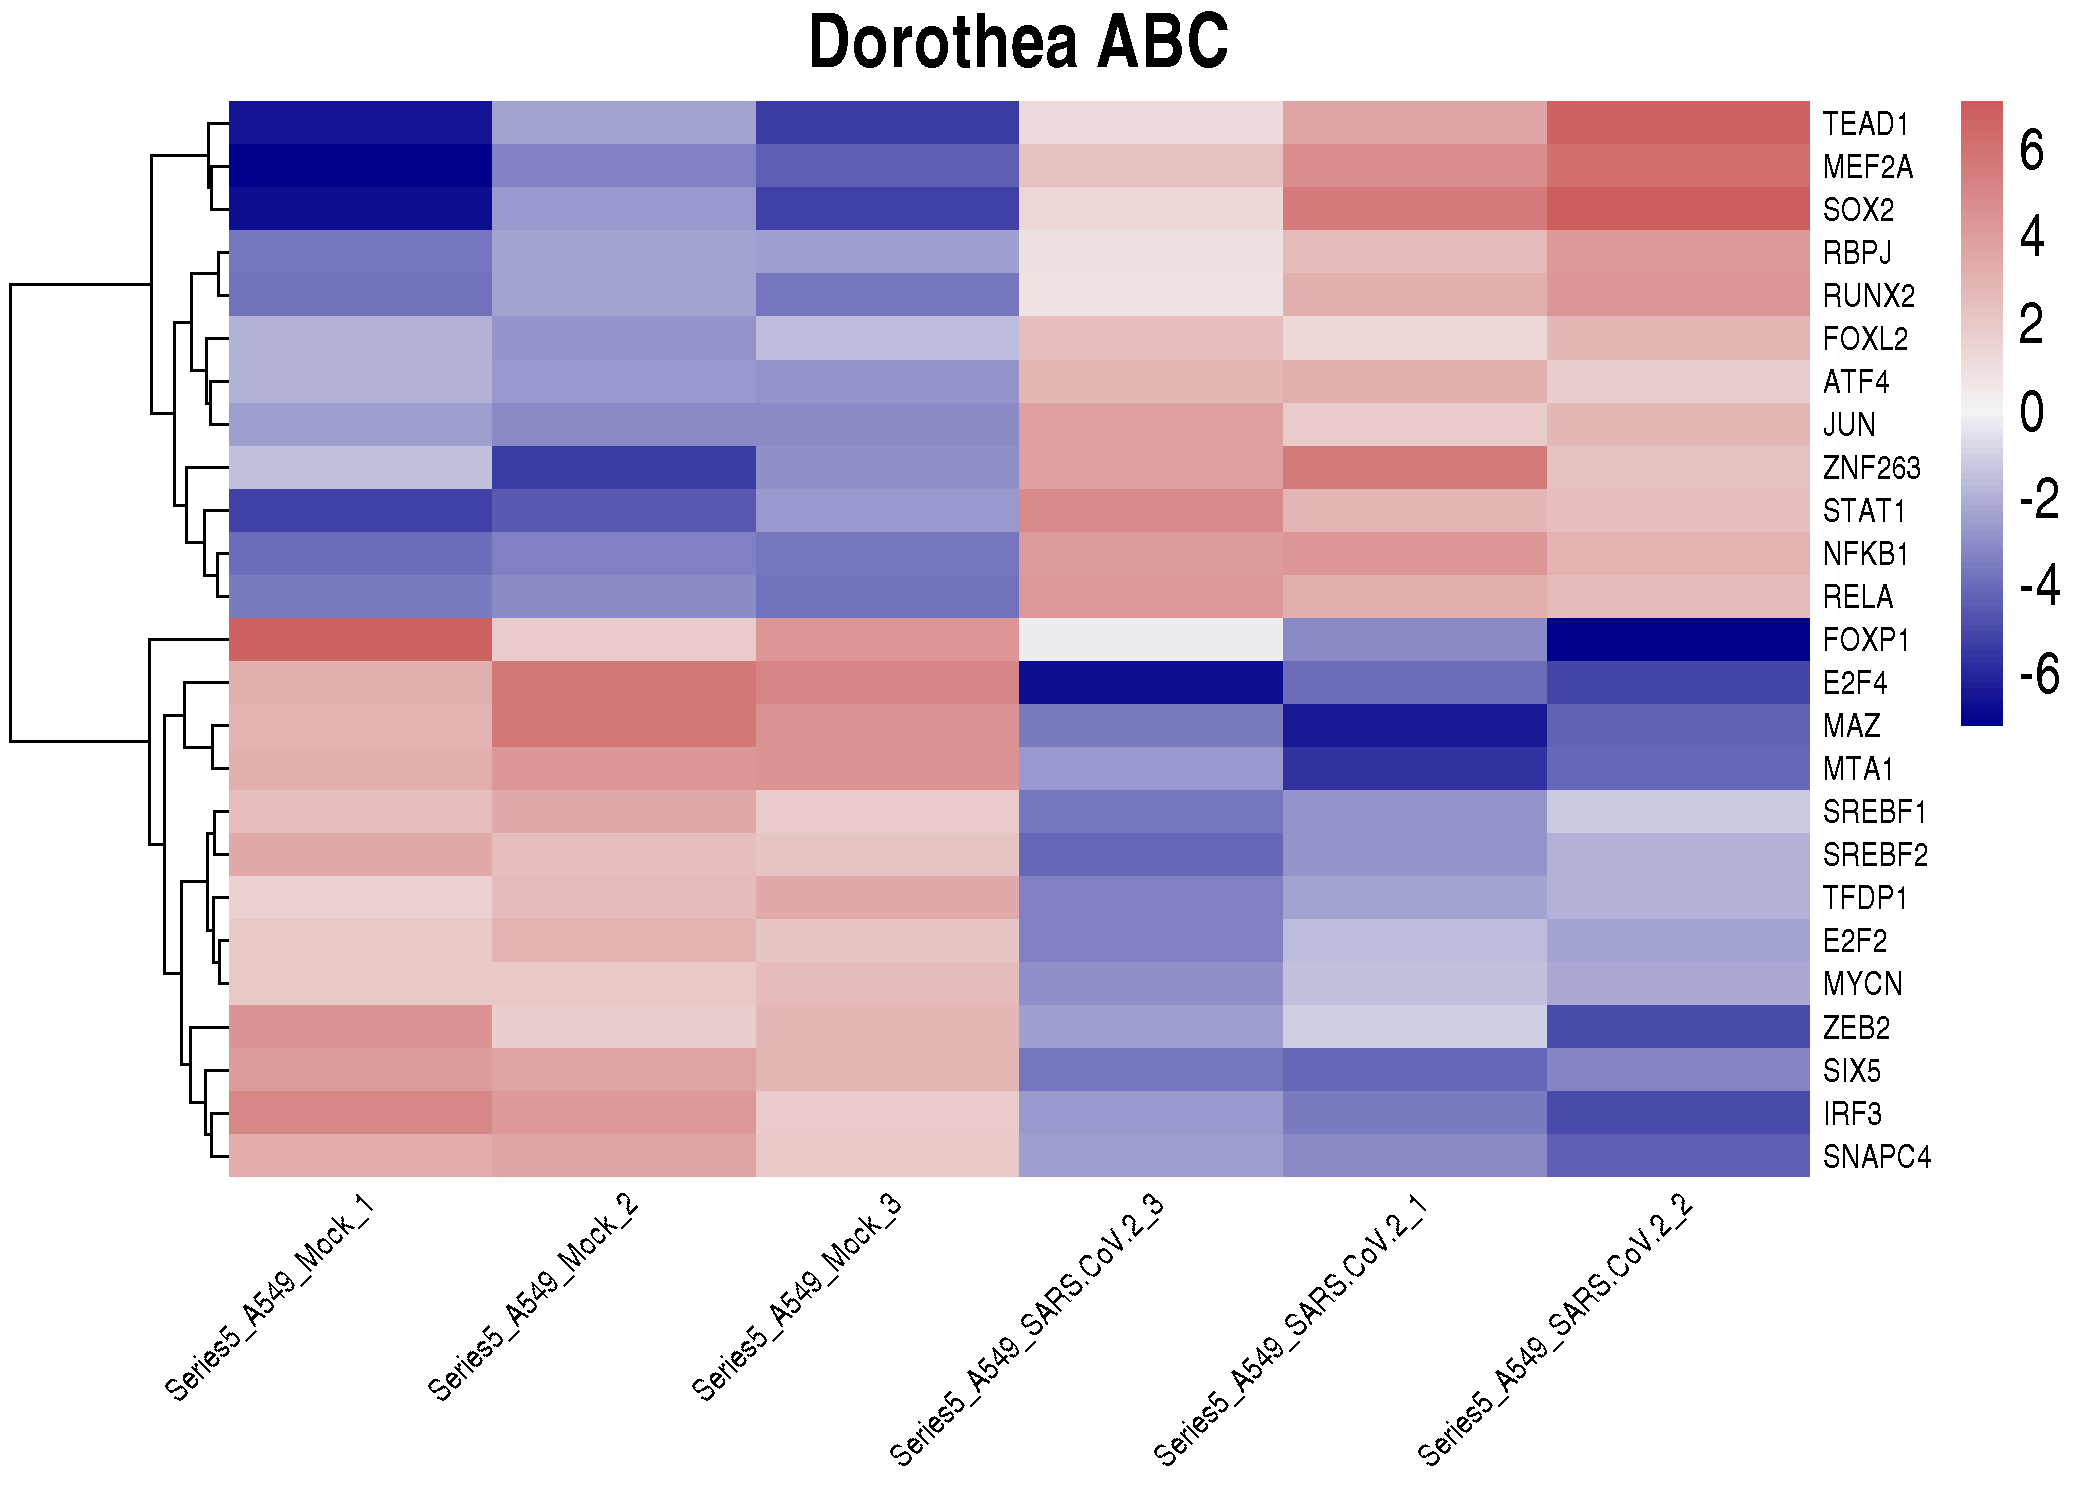 Dorothea ABC
TEAD1
MEF2A
SOX2
RBPJ
RUNX2
FOXL2
ATF4
JUN
ZNF263
STAT1
NFKB1
RELA
FOXP1
E2F4
MAZ
MTA1
SREBF1
SREBF2
TFDP1
E2F2
MYCN
ZEB2
SIX5
IRF3
SNAPC4
6
4
2
0
-2
-4
-6
Series5_A549_Mock_1
Series5_A549_Mock_2
Series5_A549_Mock_3
Series5_A549_SARS.CoV.2_3
Series5_A549_SARS.CoV.2_1
Series5_A549_SARS.CoV.2_2